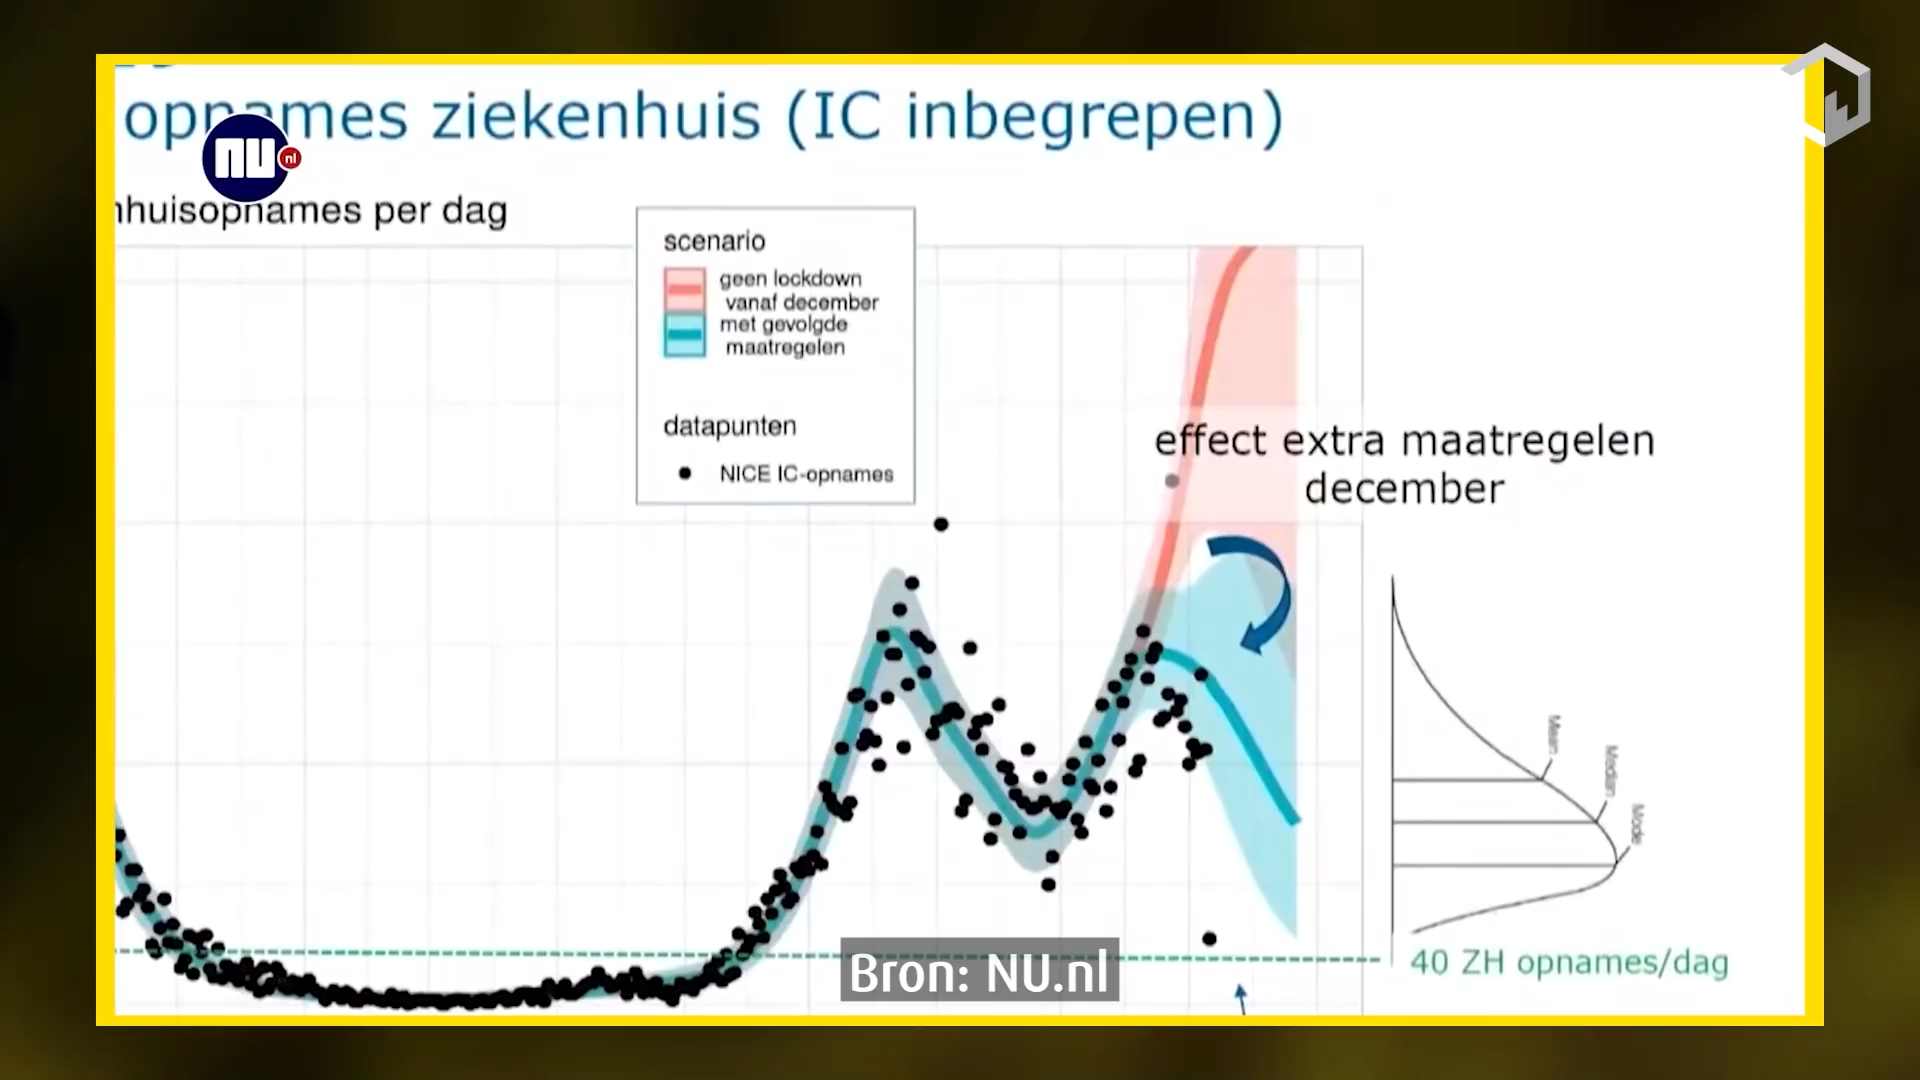 opnames ziekenhuis (IC inbegrepen)
nu
nl
nhuisopnames per dag
scenario
geen lockdown
vanaf december
met gevolgde
maatregelen
datapunten
NICE IC-opnames
effect extra maatregelen
december
Mean
Median
Mode
40 ZH opnames/dag
Bron: NU.nl